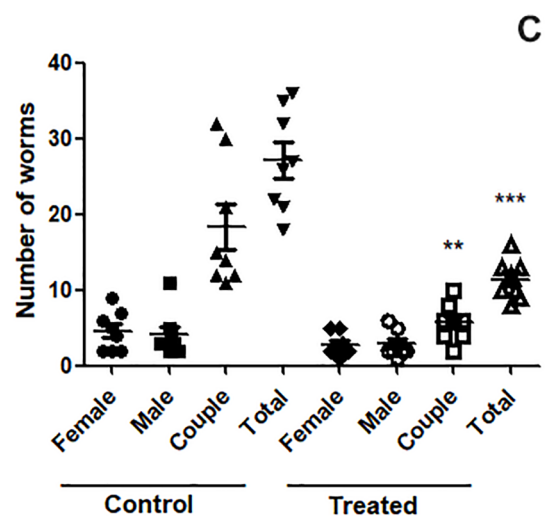 C
Number of worms
40
30
20
10
0
**
***
Female
Male
Couple
Total
Female
Male
Couple
Total
Control
Treated